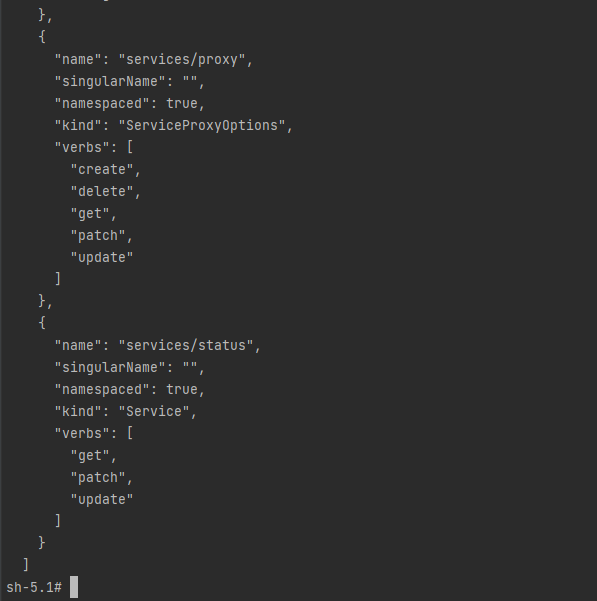 },
    {
      "name": "services/proxy",
      "singularName": "",
      "namespaced": true,
      "kind": "ServiceProxyOptions",
      "verbs": [
        "create",
        "delete",
        "get",
        "patch",
        "update"
      ]
    },
    {
      "name": "services/status",
      "singularName": "",
      "namespaced": true,
      "kind": "Service",
      "verbs": [
        "get",
        "patch",
        "update"
      ]
    }
  ]
sh-5.1#